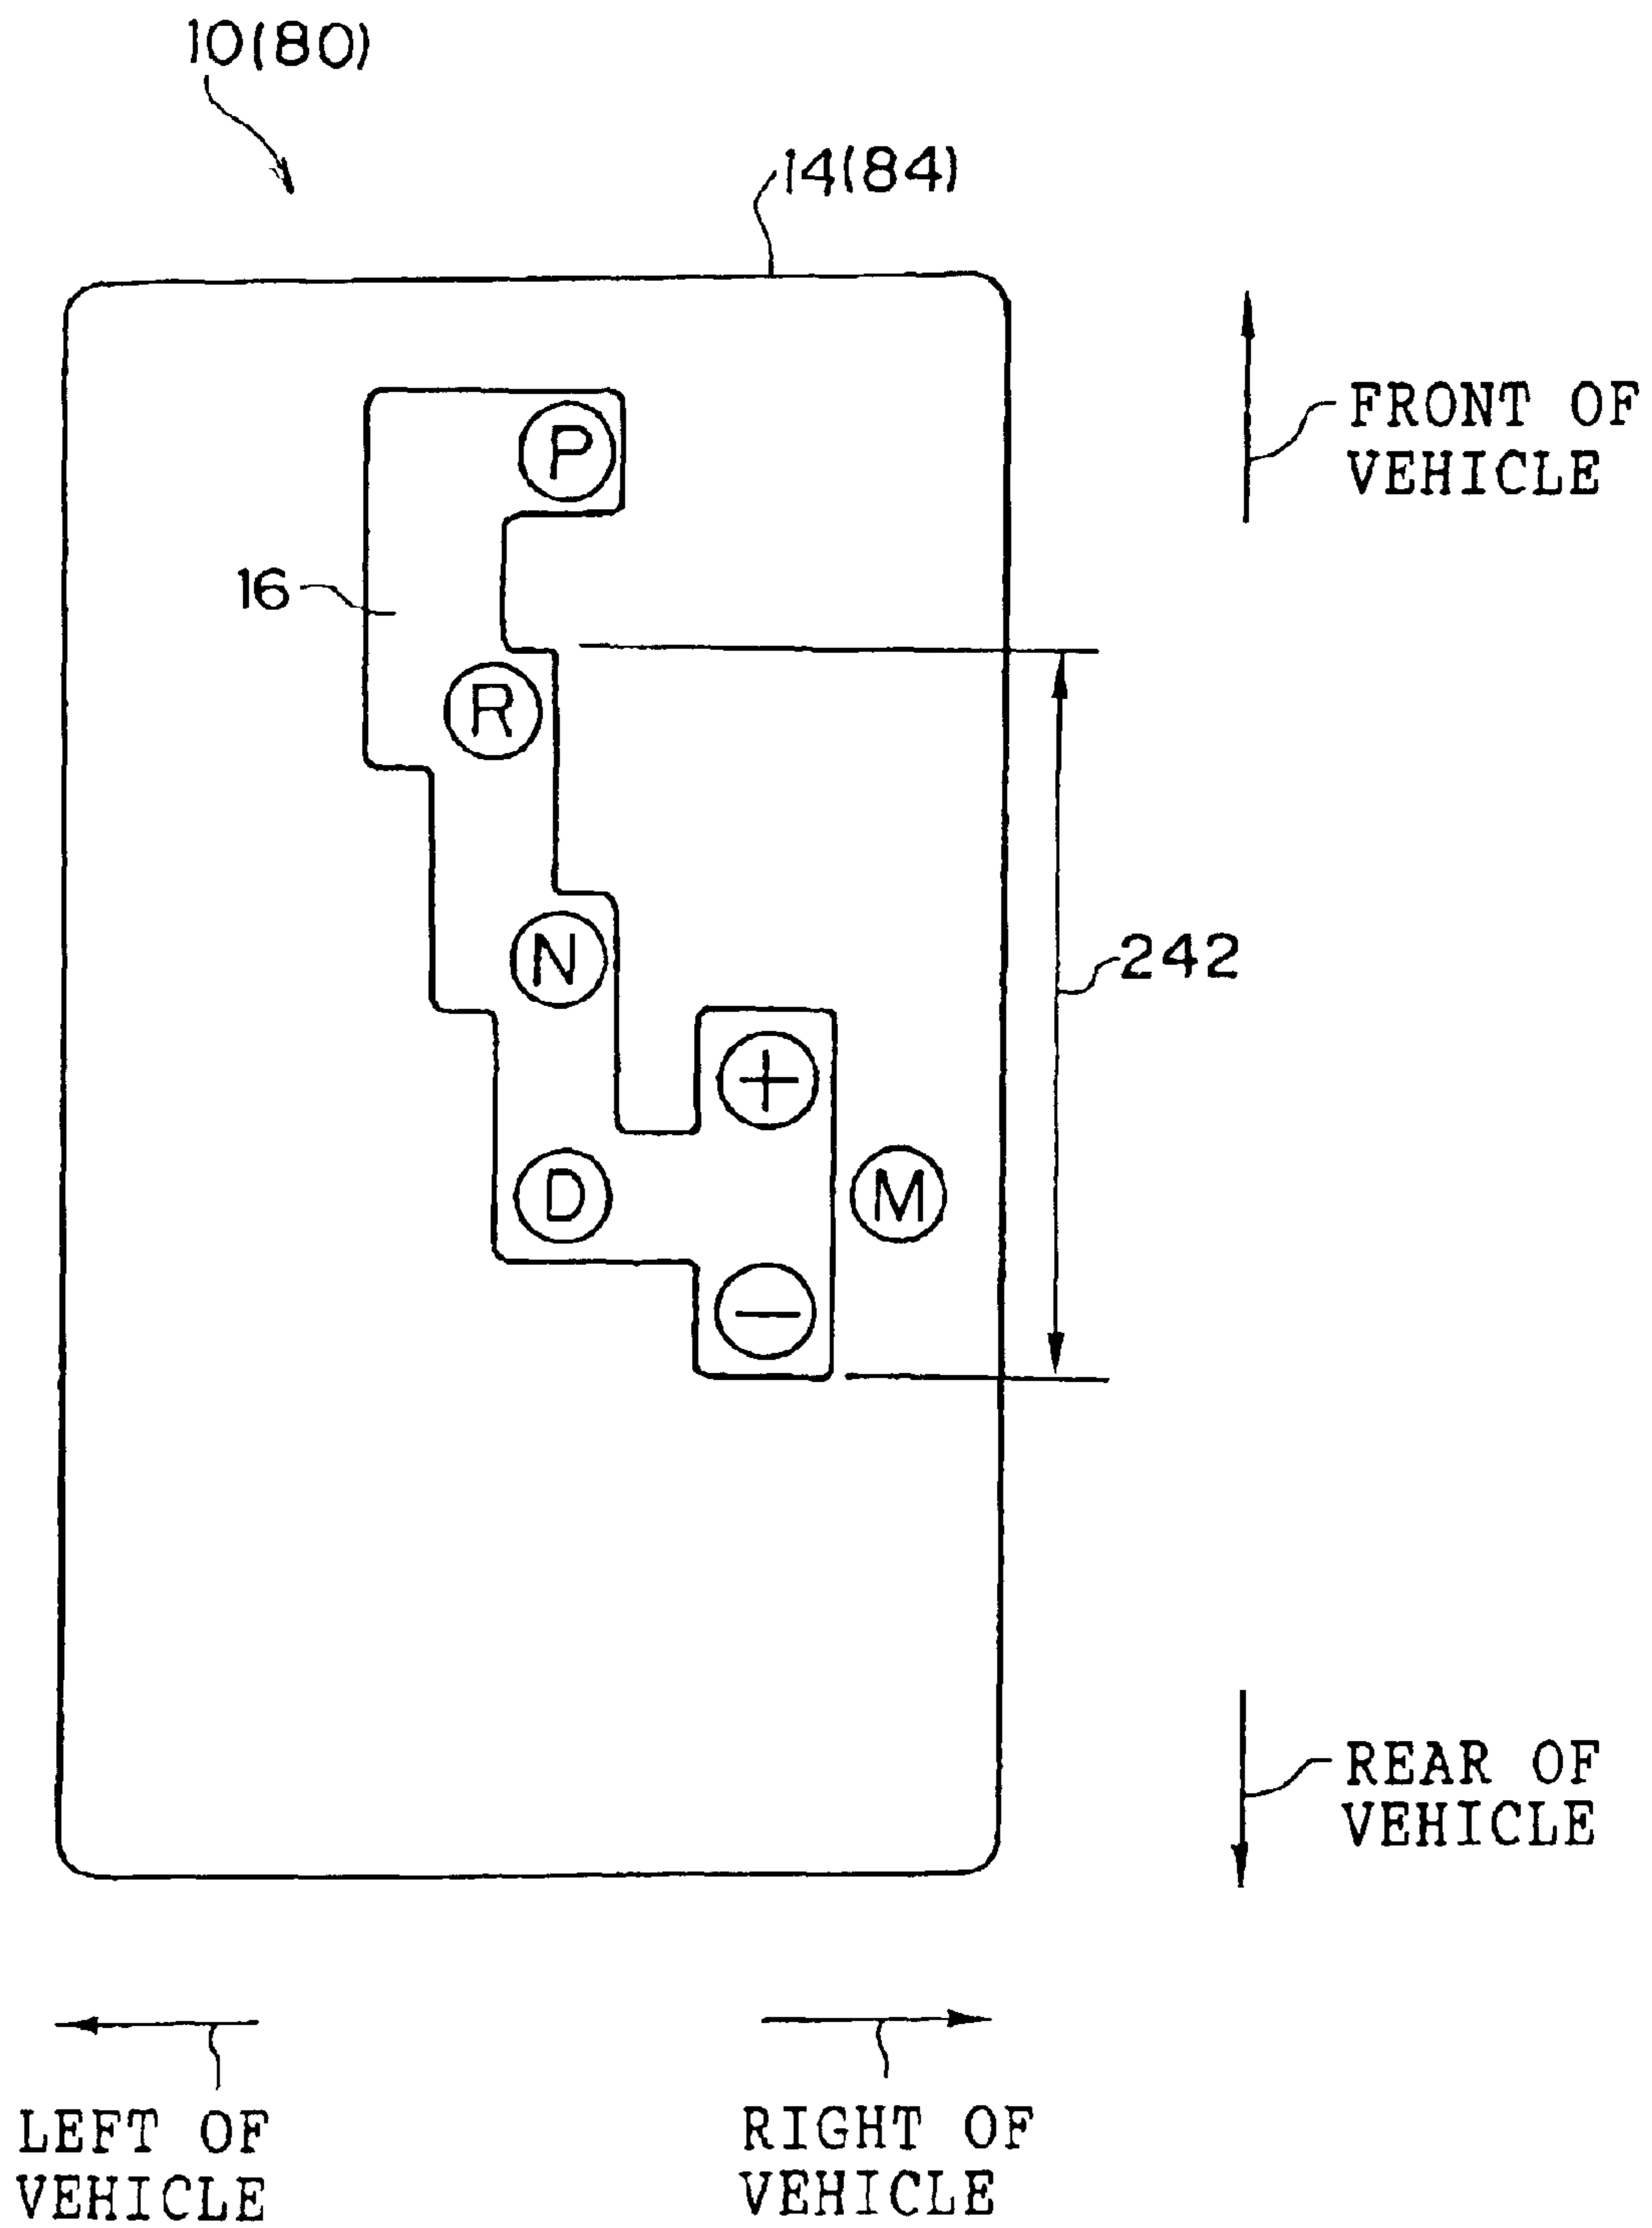 10(80)
14(84)
P
FRONT OF
VEHICLE
16
R
N
242
+
D
M
−
REAR OF
VEHICLE
LEFT OF
VEHICLE
RIGHT OF
VEHICLE